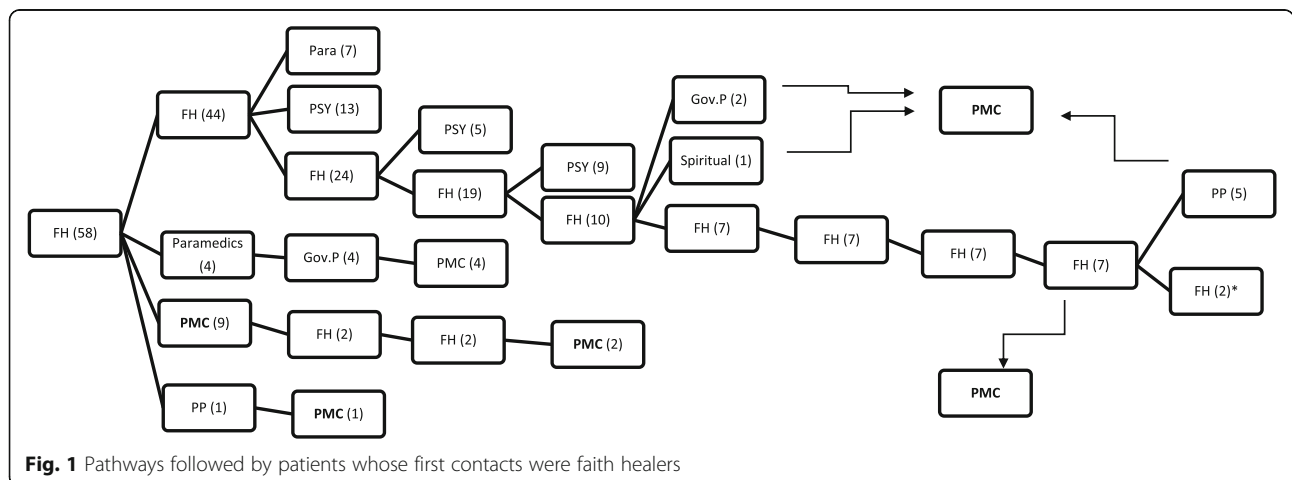 Para (7)
FH (44)
PSY (13)
FH (24)
PSY (5)
FH (19)
PSY (9)
FH (10)
Gov.P (2)
Spiritual (1)
FH (7)
FH (7)
FH (7)
FH (7)
PMC
PP (5)
FH (2)*
PMC
FH (58)
Paramedics
(4)
Gov.P (4)
PMC (4)
PMC (9)
FH (2)
FH (2)
PMC (2)
PP (1)
PMC (1)
Fig. 1 Pathways followed by patients whose first contacts were faith healers